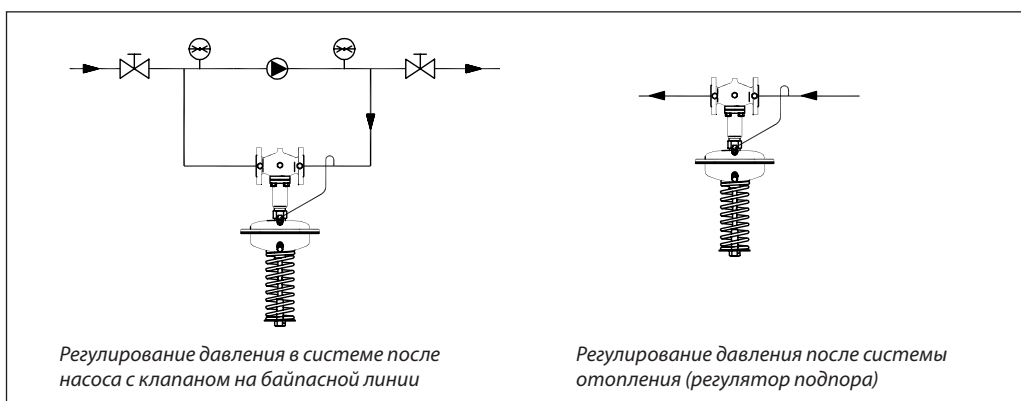 Регулирование давления в системе после
насоса с клапаном на байпасной линии
Регулирование давления после системы
отопления (регулятор подпора)